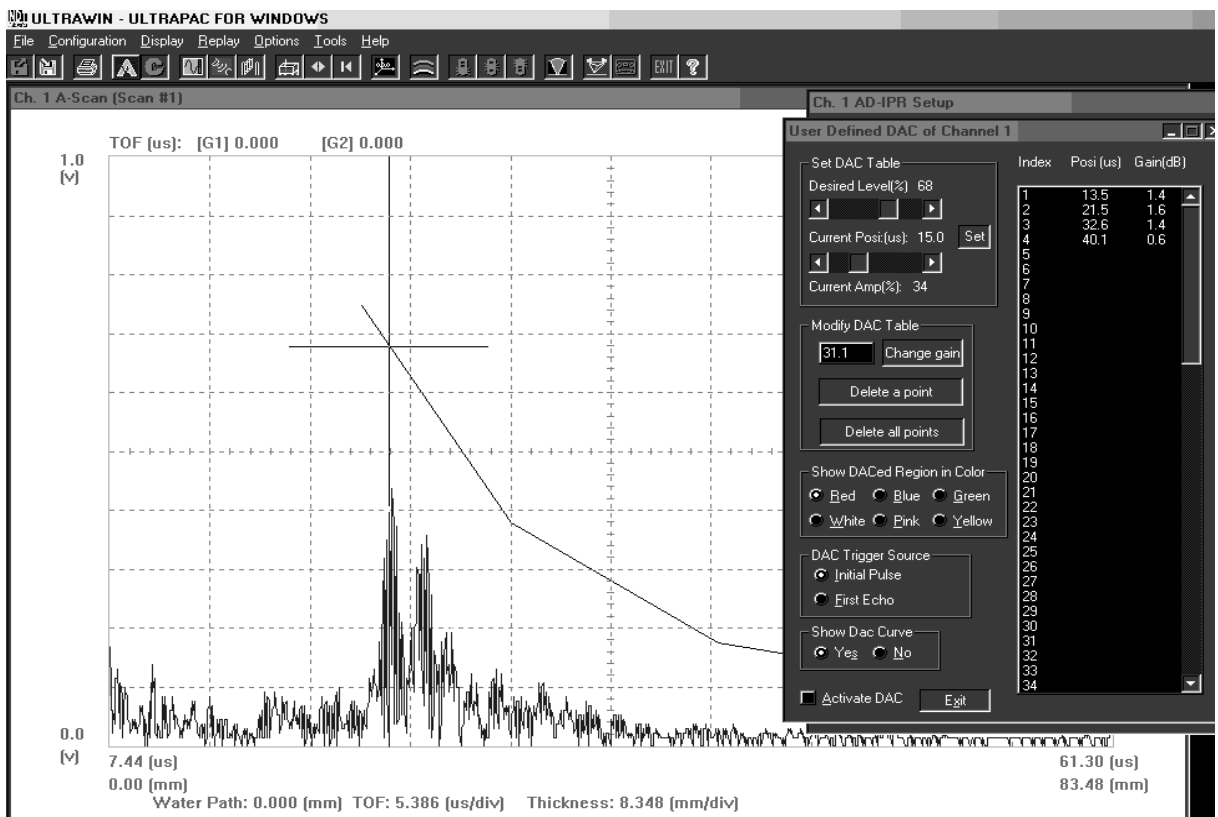 ULTRAWIN - ULTRAPAC FOR WINDOWS
File Configuration Display Replay Options Tools Help
EXIT ?
Ch. 1 A-Scan (Scan #1)
TOF (us): [G1] 0.000 [G2] 0.000
1.0
(v)
0.0
(v)
7.44 (us)
61.30 (us)
0.00 (mm)
83.48 (mm)
Water Path: 0.000 (mm) TOF: 5.386 (us/div) Thickness: 8.348 (mm/div)
Ch. 1 AD-IPR Setup
User Defined DAC of Channel 1
Set DAC Table
Desired Level(%) 68
Current Posi:(us): 15.0 Set
Current Amp(%): 34
Modify DAC Table
31.1 Change gain
Delete a point
Delete all points
Show DACed Region in Color
Red Blue Green
White Pink Yellow
DAC Trigger Source
Initial Pulse
First Echo
Show Dac Curve
Yes No
Activate DAC Exit
Index Posi (us) Gain(dB)
1 13.5 1.4
2 21.5 1.6
3 32.6 1.4
4 40.1 0.6
5
6
7
8
9
10
11
12
13
14
15
16
17
18
19
20
21
22
23
24
25
26
27
28
29
30
31
32
33
34